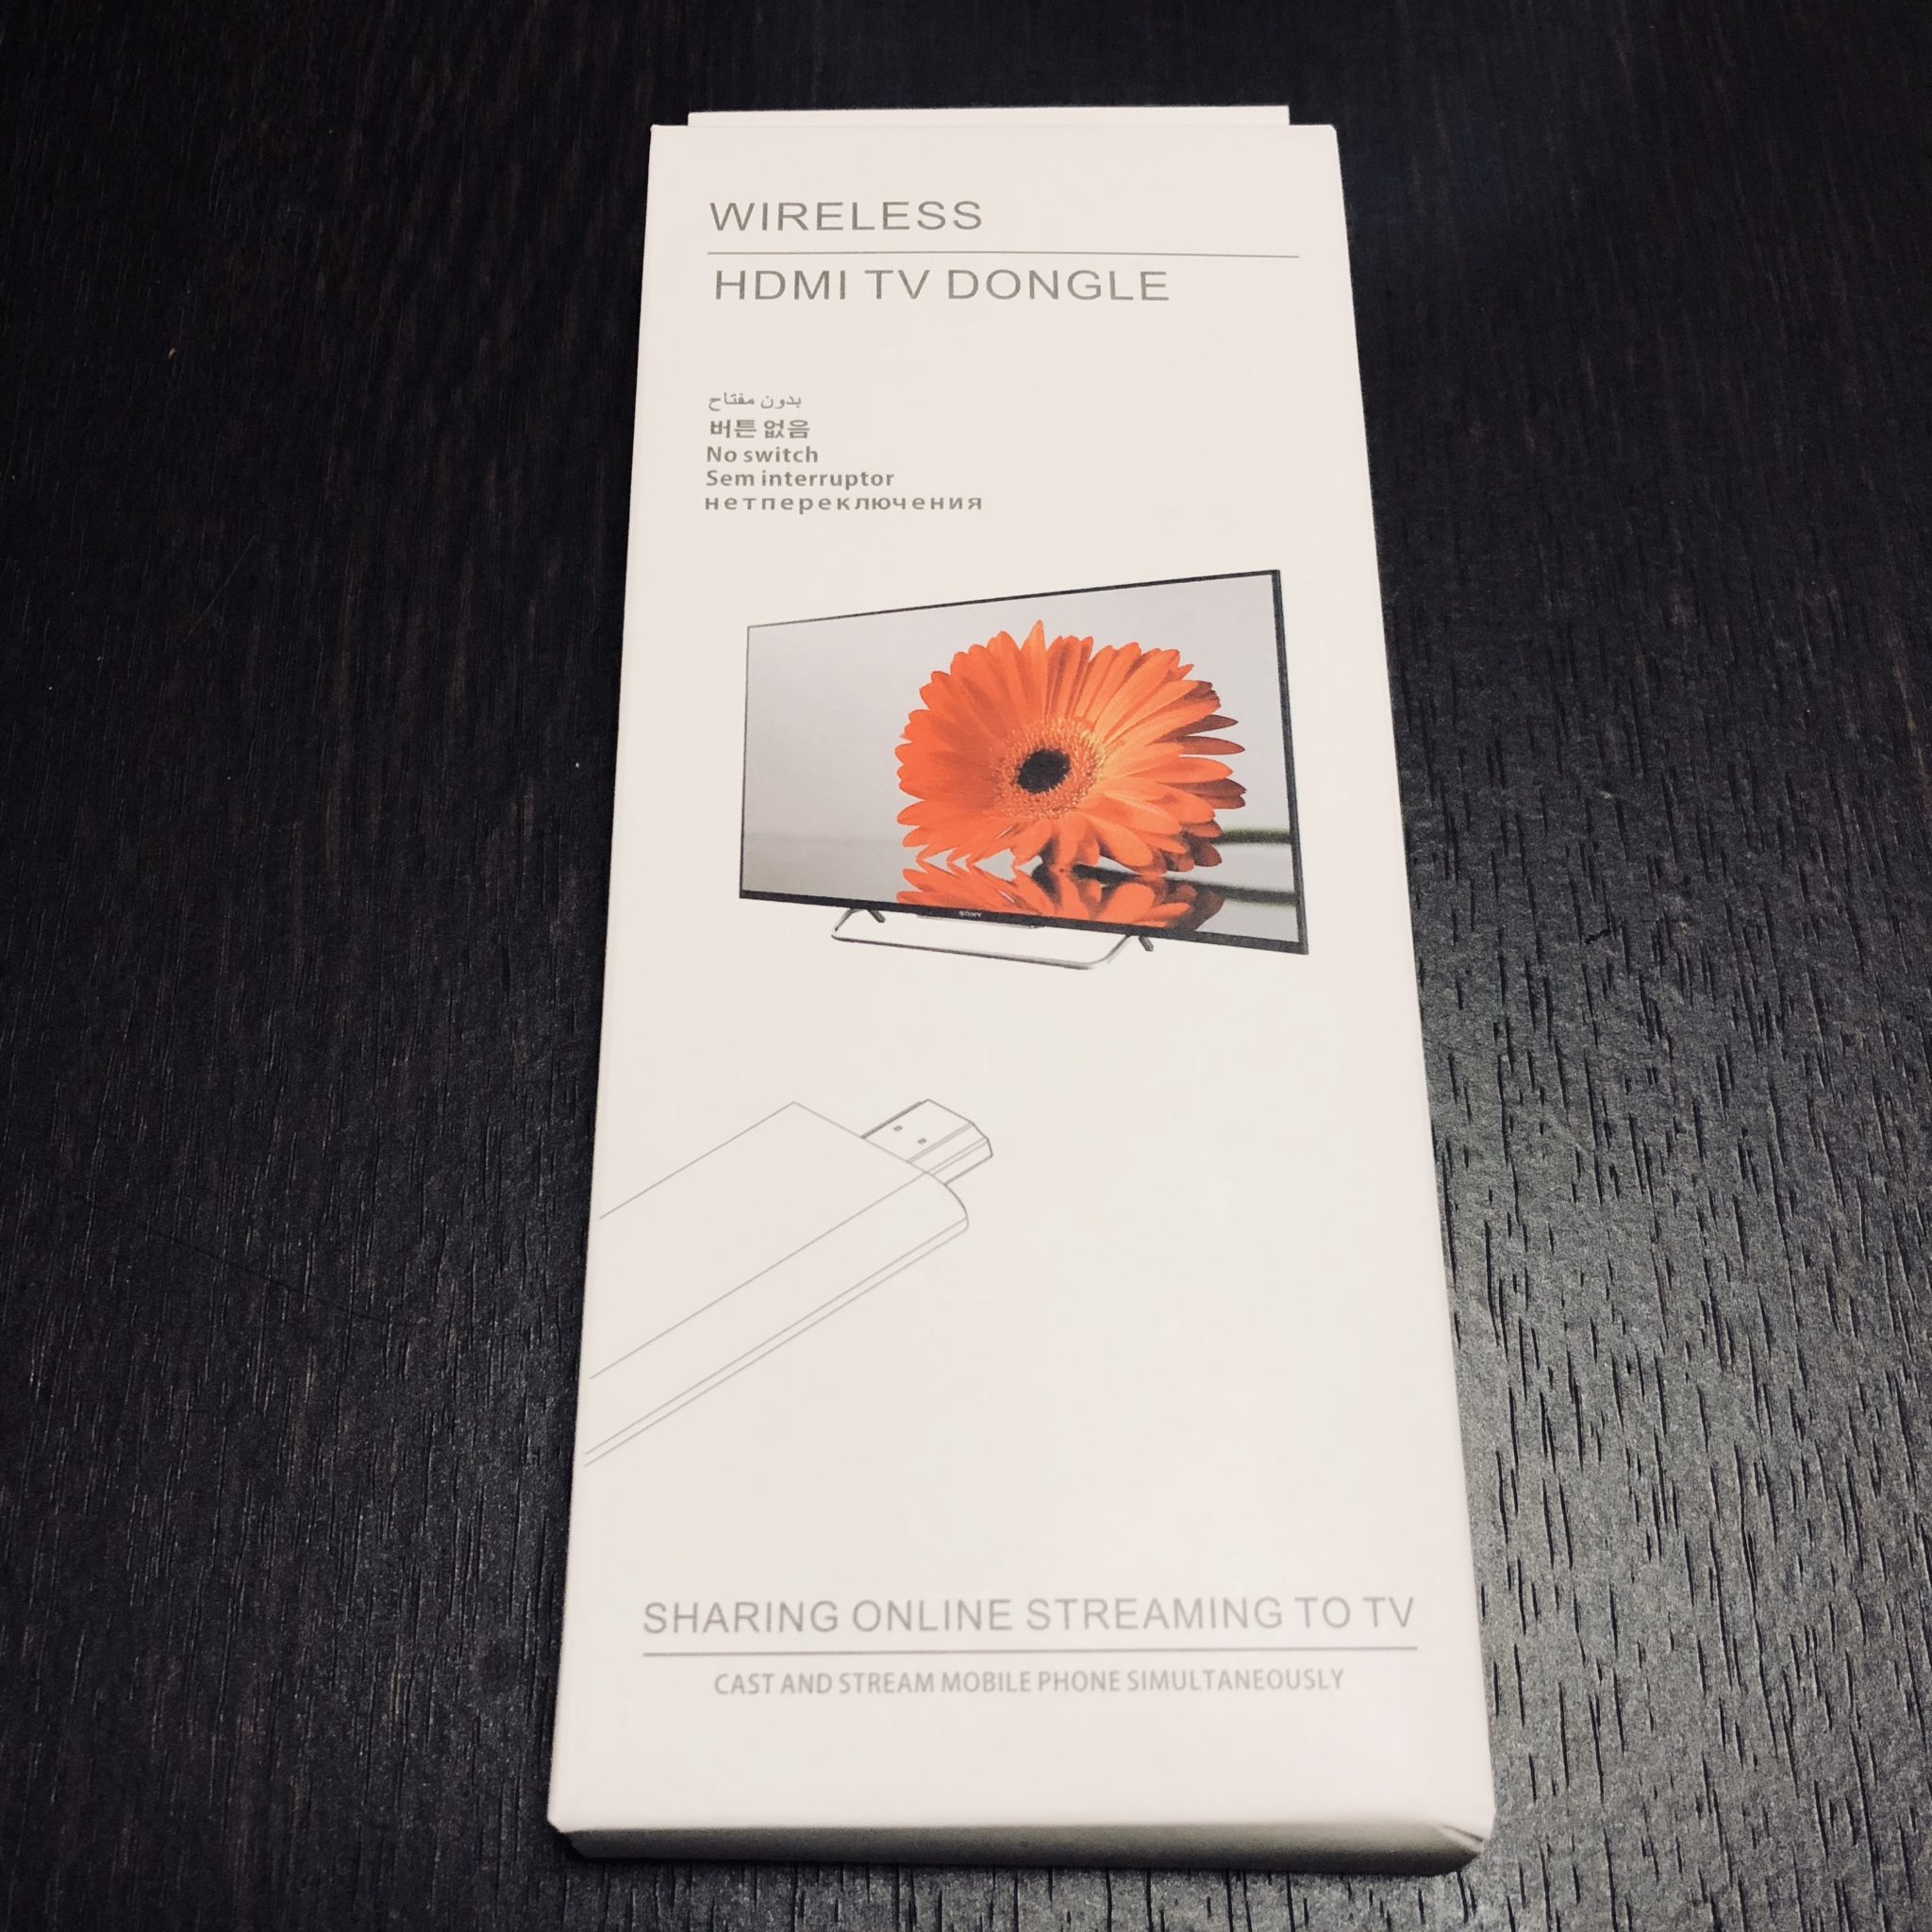 WIRELESS
HDMI TV DONGLE
بدون مفتاح
버튼 없음
No switch
Sem interruptor
нетпереключения
SONY
SHARING ONLINE STREAMING TO TV
CAST AND STREAM MOBILE PHONE SIMULTANEOUSLY